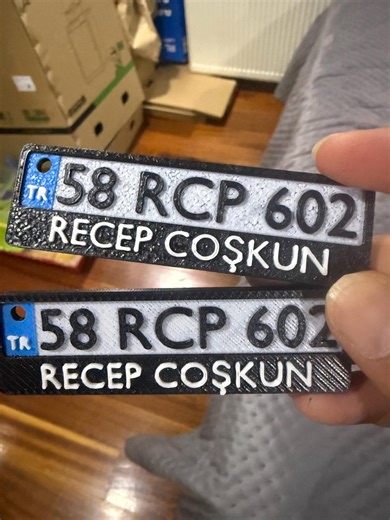 TR 58 RCP 602
RECEP COŞKUN
TR 58 RCP 602
RECEP COŞKUN